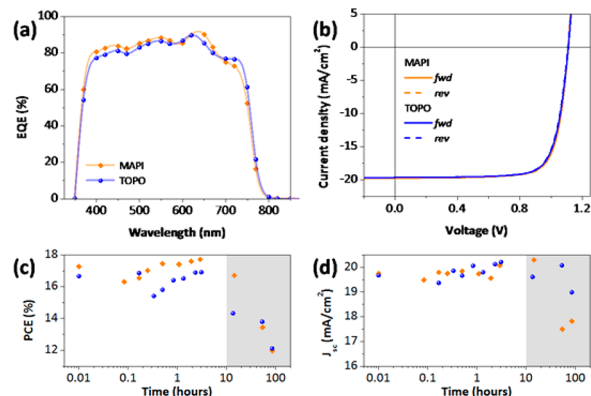 (a)
100
80
60
40
20
0
EQE (%)
MAPI
TOPO
400 500 600 700 800
Wavelength (nm)
(b)
5
0
-5
-10
-15
-20
Current density (mA/cm²)
MAPI
fwd
rev
TOPO
fwd
rev
0.0 0.4 0.8 1.2
Voltage (V)
(c)
18
16
14
12
PCE (%)
0.01 0.1 1 10 100
Time (hours)
(d)
20
18
16
14
Jsc (mA/cm²)
0.01 0.1 1 10 100
Time (hours)